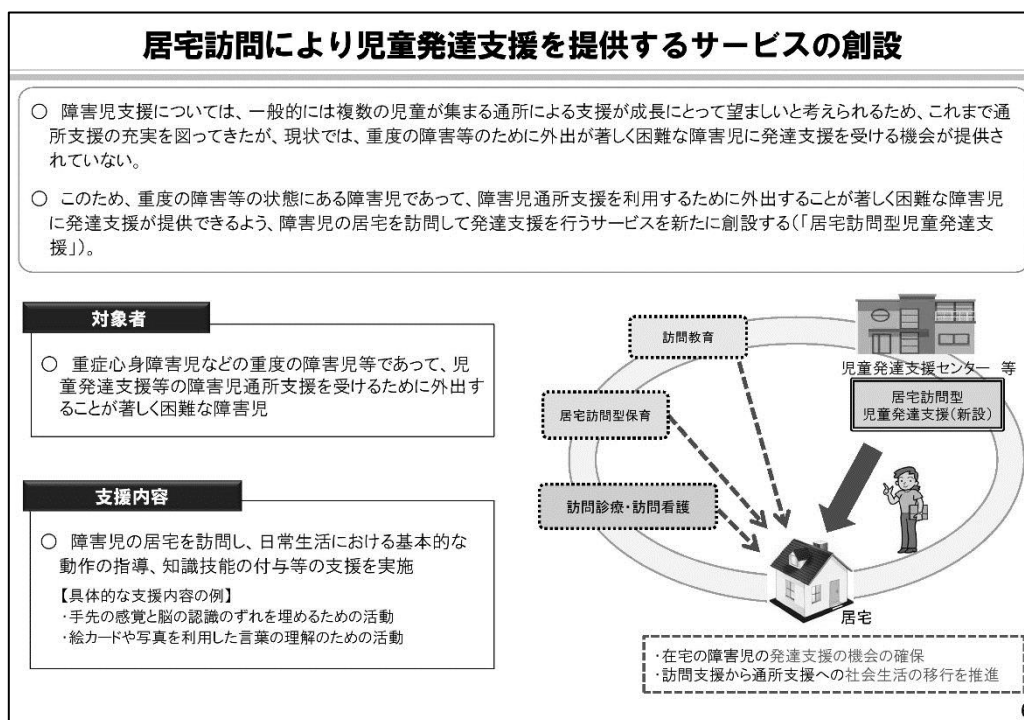 居宅訪問により児童発達支援を提供するサービスの創設
○ 障害児支援については、一般的には複数の児童が集まる通所による支援が成長にとって望ましいと考えられるため、これまで通
所支援の充実を図ってきたが、現状では、重度の障害等のために外出が著しく困難な障害児に発達支援を受ける機会が提供さ
れていない。
○ このため、重度の障害等の状態にある障害児であって、障害児通所支援を利用するために外出することが著しく困難な障害児
に発達支援が提供できるよう、障害児の居宅を訪問して発達支援を行うサービスを新たに創設する(「居宅訪問型児童発達支
援」)。
対象者
○ 重症心身障害児などの重度の障害児等であって、児
童発達支援等の障害児通所支援を受けるために外出す
ることが著しく困難な障害児
支援内容
○ 障害児の居宅を訪問し、日常生活における基本的な
動作の指導、知識技能の付与等の支援を実施
【具体的な支援内容の例】
・手先の感覚と脳の認識のずれを埋めるための活動
・絵カードや写真を利用した言葉の理解のための活動
訪問教育
児童発達支援センター 等
居宅訪問型
児童発達支援(新設)
居宅訪問型保育
訪問診療・訪問看護
居宅
・在宅の障害児の発達支援の機会の確保
・訪問支援から通所支援への社会生活の移行を推進